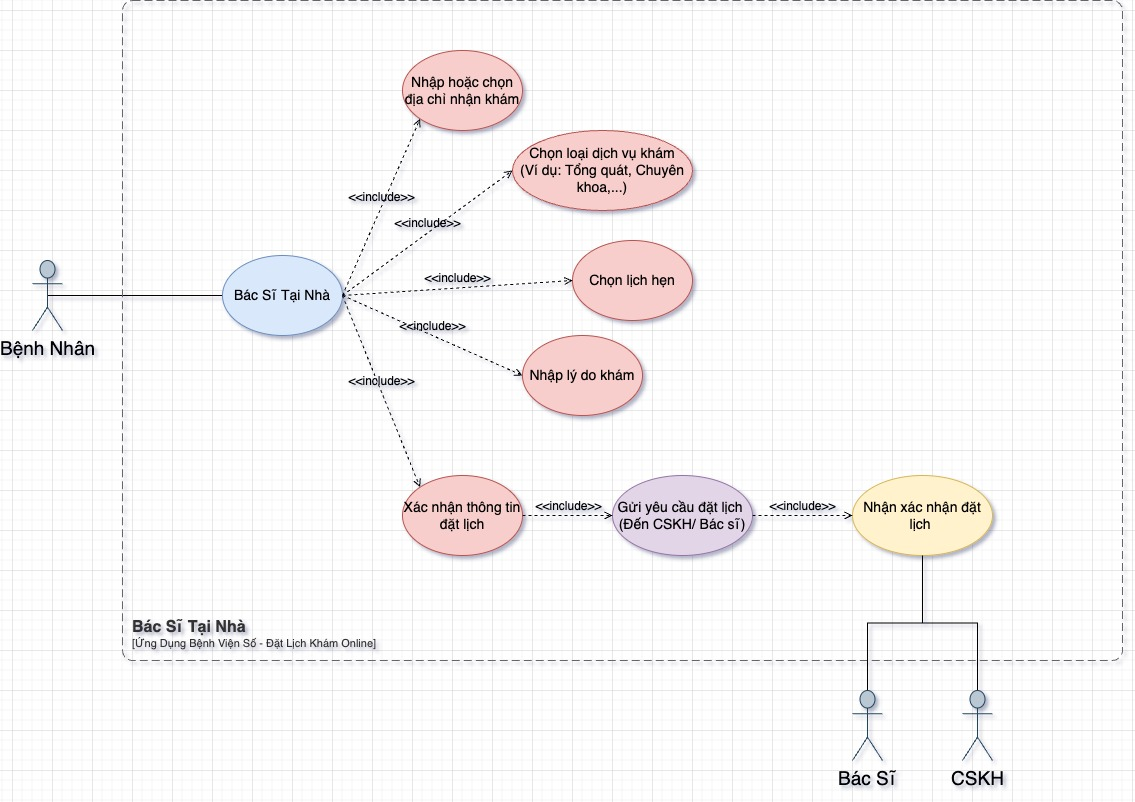 Nhập hoặc chọn
địa chỉ nhận khám
Chọn loại dịch vụ khám
(Ví dụ: Tổng quát, Chuyên
khoa,...)
<<include>>
<<include>>
<<include>>
Chọn lịch hẹn
Bác Sĩ Tại Nhà
<<include>>
Bệnh Nhân
Nhập lý do khám
<<include>>
Xác nhận thông tin
đặt lịch
<<include>>
Gửi yêu cầu đặt lịch
(Đến CSKH/ Bác sĩ)
<<include>>
Nhận xác nhận đặt
lịch
Bác Sĩ Tại Nhà
[Ứng Dụng Bệnh Viện Số - Đặt Lịch Khám Online]
Bác Sĩ
CSKH